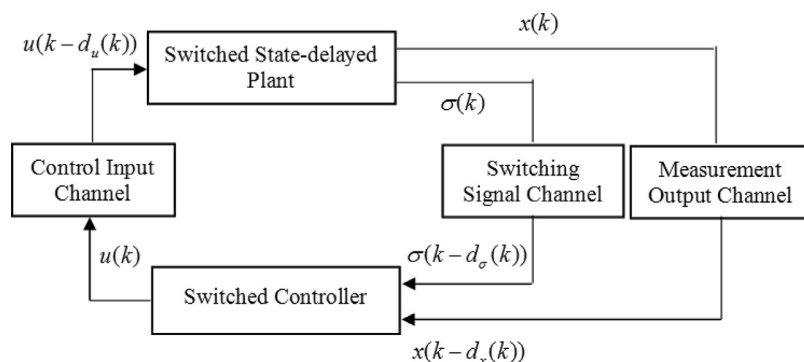 x(k)
u(k − d_u(k))
Switched State-delayed
Plant
σ(k)
Control Input
Channel
Switching
Signal Channel
Measurement
Output Channel
u(k)
σ(k − d_σ(k))
Switched Controller
x(k − d_x(k))